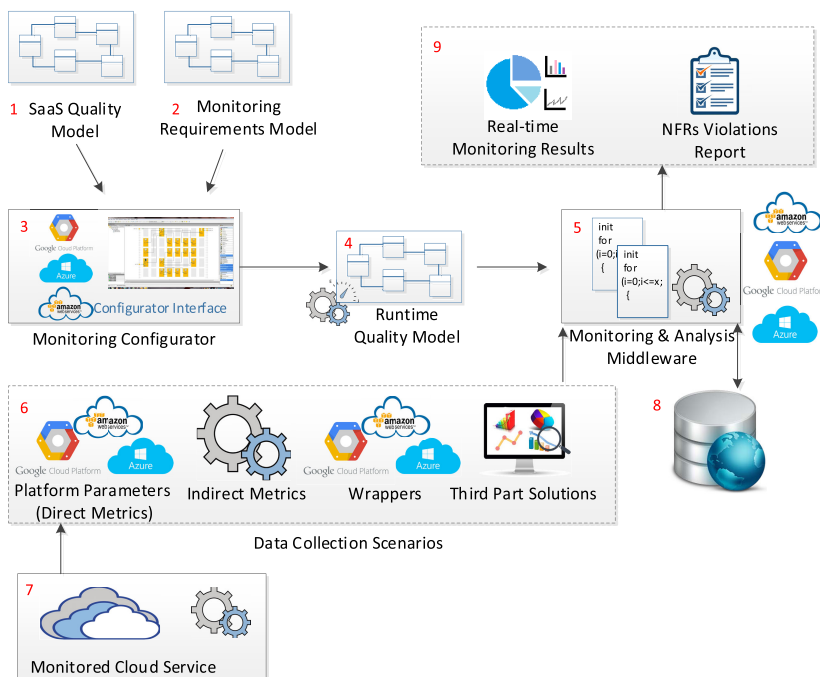 1 SaaS Quality
Model
2 Monitoring
Requirements Model
9
Real-time
Monitoring Results
NFRs Violations
Report
3
Google Cloud Platform
Azure
amazon
web services™
Configurator Interface
Monitoring Configurator
4
Runtime
Quality Model
5
init
for
(i=0;i
{
init
for
(i=0;i<=x;
{
Monitoring & Analysis
Middleware
amazon
web services™
Google Cloud Platform
Azure
6
amazon
web services™
Google Cloud Platform
Azure
Platform Parameters
(Direct Metrics)
Indirect Metrics
amazon
web services™
Google Cloud Platform
Azure
Wrappers
Third Part Solutions
Data Collection Scenarios
8
7
Monitored Cloud Service